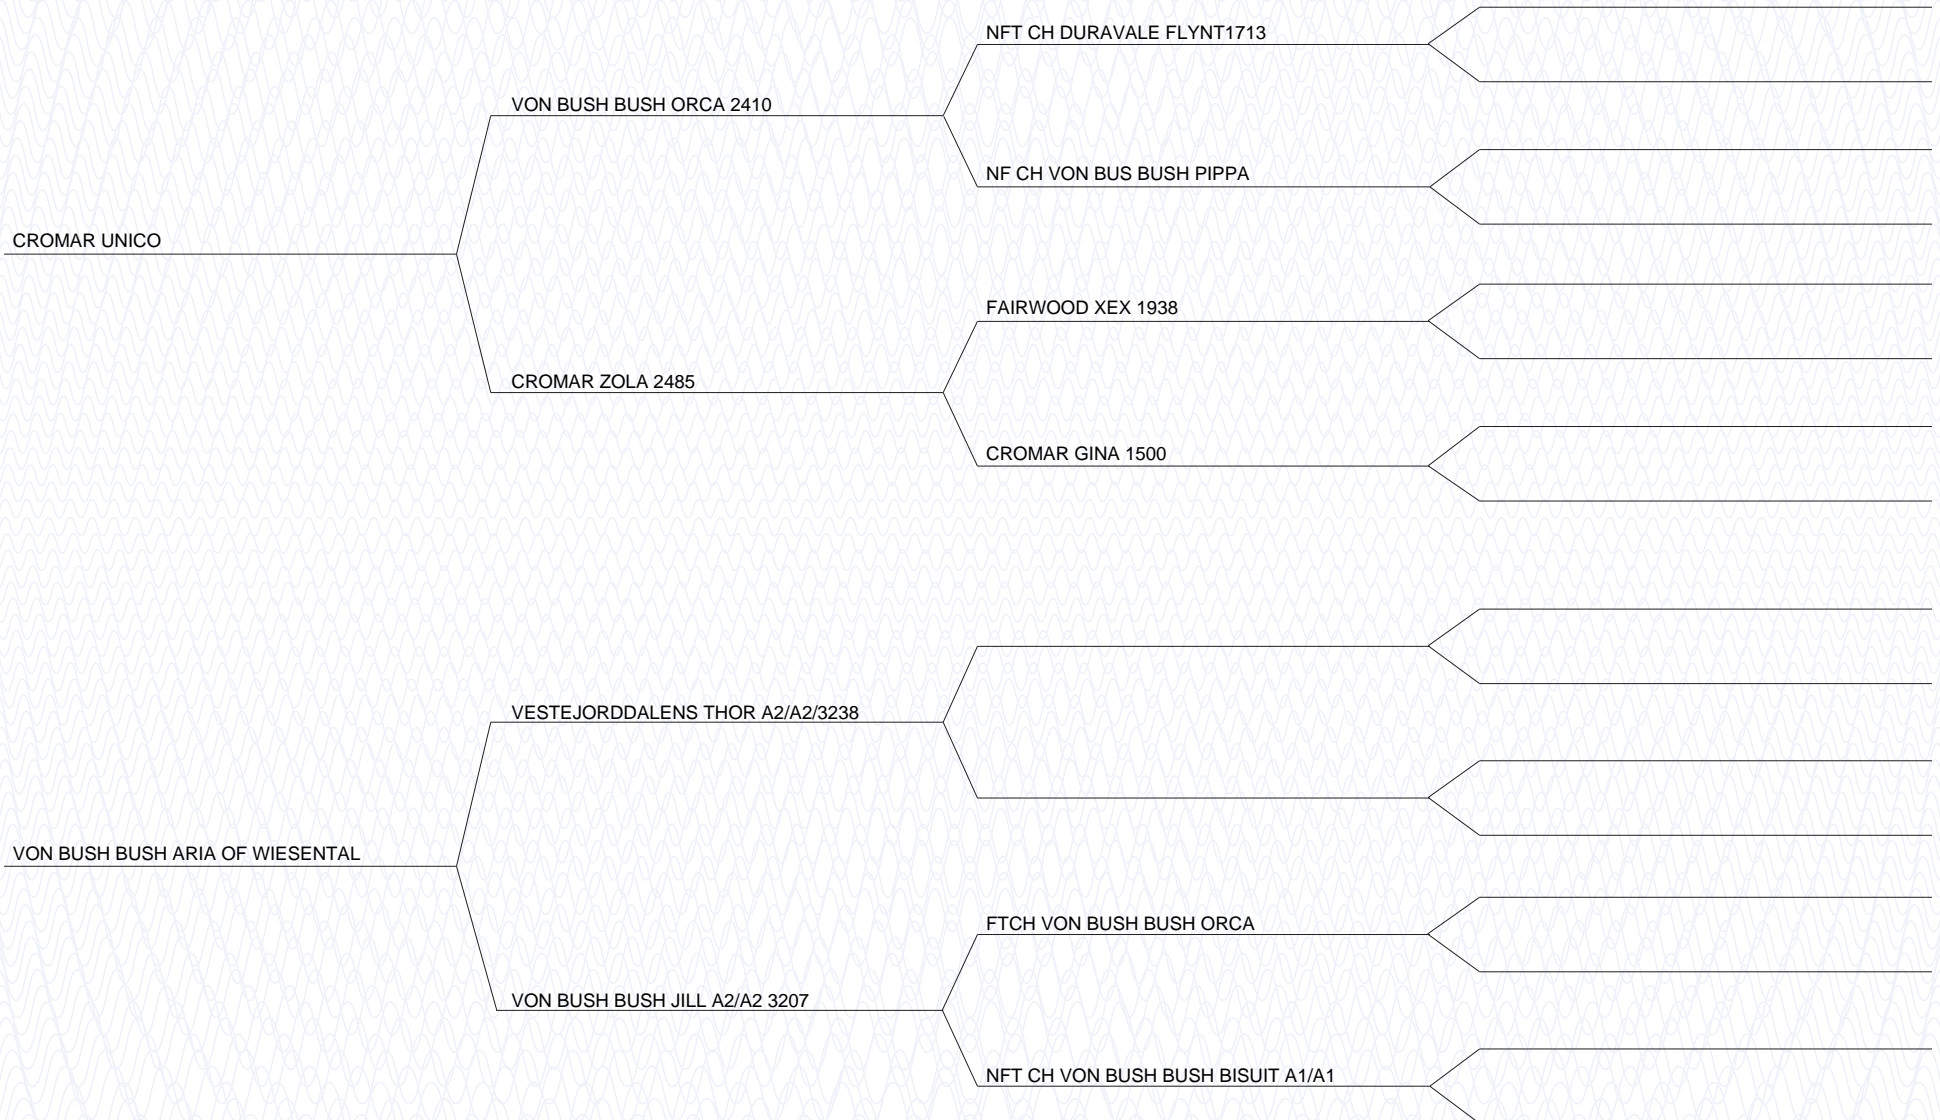 NFT CH DURAVALE FLYNT1713
VON BUSH BUSH ORCA 2410
NF CH VON BUS BUSH PIPPA
CROMAR UNICO
FAIRWOOD XEX 1938
CROMAR ZOLA 2485
CROMAR GINA 1500
VESTEJORDDALENS THOR A2/A2/3238
VON BUSH BUSH ARIA OF WIESENTAL
FTCH VON BUSH BUSH ORCA
VON BUSH BUSH JILL A2/A2 3207
NFT CH VON BUSH BUSH BISUIT A1/A1